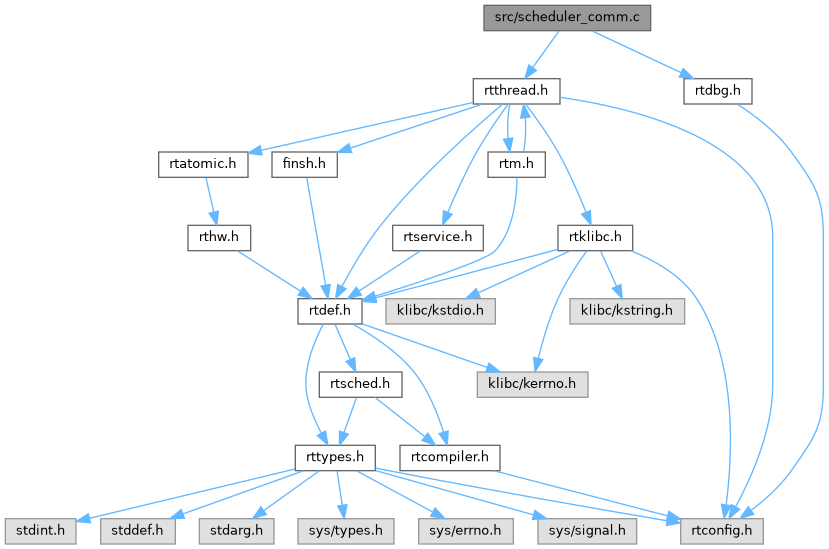 src/scheduler_comm.c
rtthread.h
rtdbg.h
rtatomic.h
finsh.h
rtm.h
rthw.h
rtservice.h
rtklibc.h
rtdef.h
klibc/kstdio.h
klibc/kstring.h
rtsched.h
klibc/kerrno.h
rttypes.h
rtcompiler.h
stdint.h
stddef.h
stdarg.h
sys/types.h
sys/errno.h
sys/signal.h
rtconfig.h